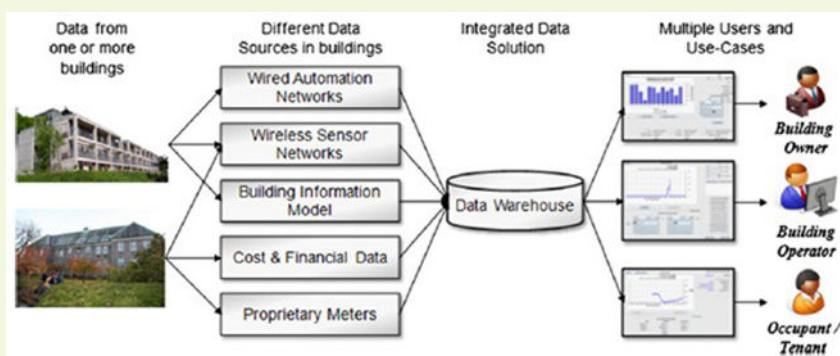 Data from
one or more
buildings
Different Data
Sources in buildings
Integrated Data
Solution
Multiple Users and
Use-Cases
Wired Automation
Networks
Wireless Sensor
Networks
Building Information
Model
Cost & Financial Data
Proprietary Meters
Data Warehouse
Building
Owner
Building
Operator
Occupant /
Tenant